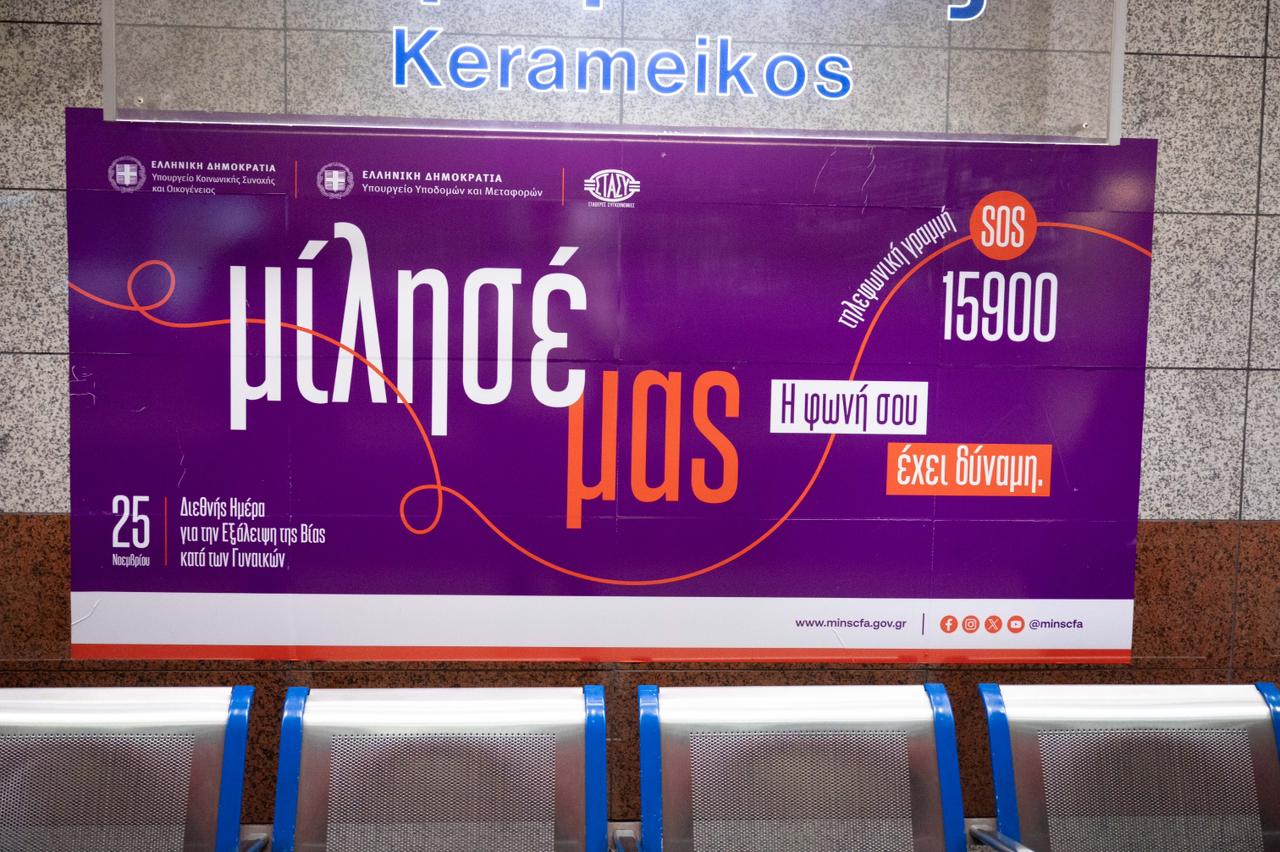 Kerameikos
ΕΛΛΗΝΙΚΗ ΔΗΜΟΚΡΑΤΙΑ
Υπουργείο Κοινωνικής Συνοχής
και Οικογένειας
ΕΛΛΗΝΙΚΗ ΔΗΜΟΚΡΑΤΙΑ
Υπουργείο Υποδομών και Μεταφορών
ΣΤΑΣΥ
ΣΤΑΘΕΡΕΣ ΣΥΓΚΟΙΝΩΝΙΕΣ
τηλεφωνική γραμμή
SOS
15900
μίλησέ
μας
Η φωνή σου
έχει δύναμη.
25
Νοεμβρίου
Διεθνής Ημέρα
για την Εξάλειψη της Βίας
κατά των Γυναικών
www.minscfa.gov.gr
@minscfa